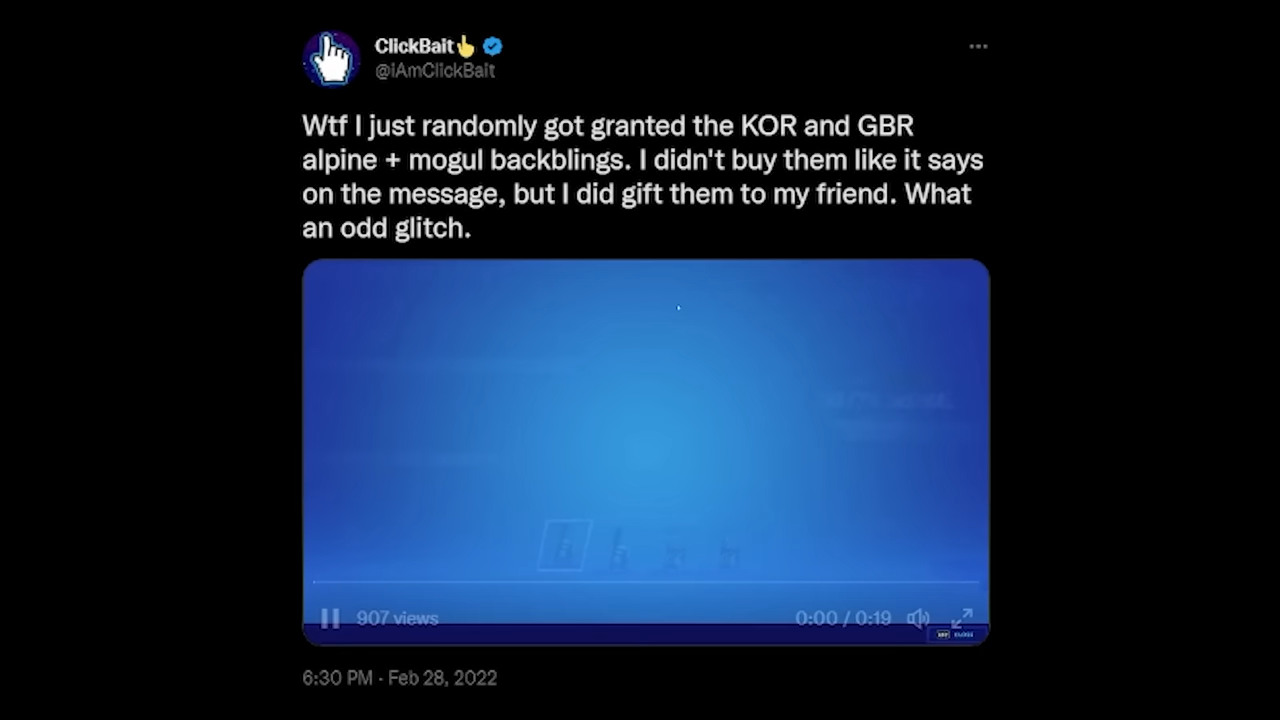 ClickBait👆
@iAmClickBait
Wtf I just randomly got granted the KOR and GBR
alpine + mogul backblings. I didn't buy them like it says
on the message, but I did gift them to my friend. What
an odd glitch.
907 views
0:00 / 0:19
CLOSE
6:30 PM · Feb 28, 2022